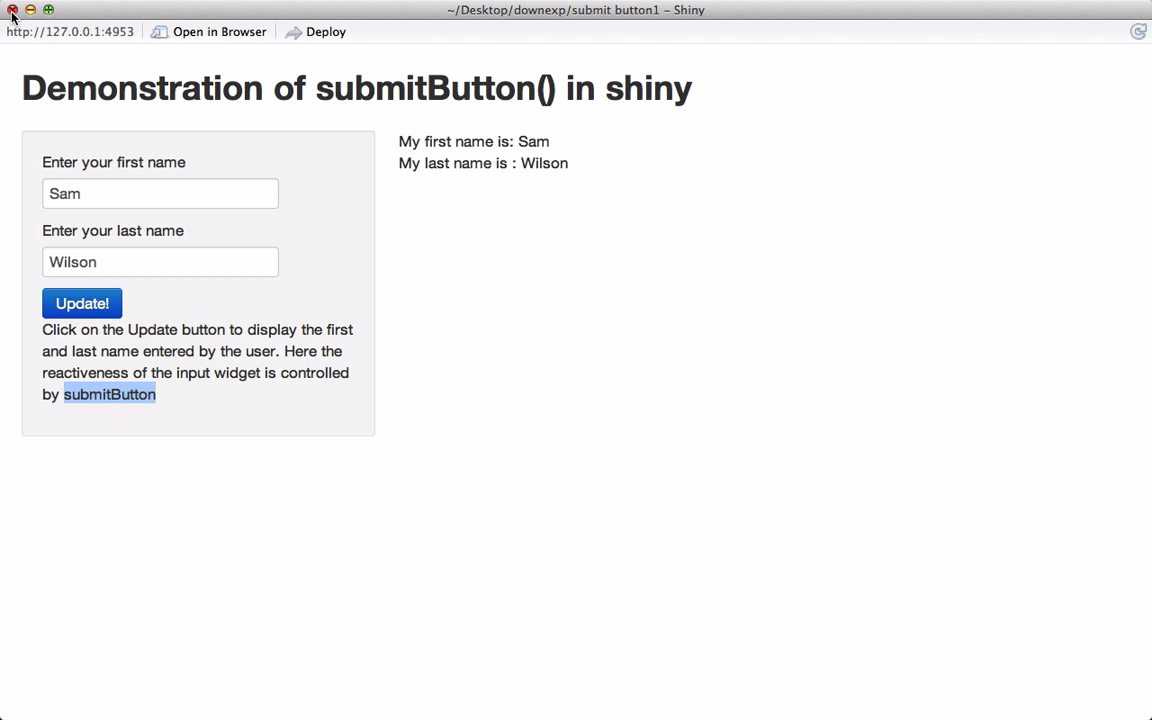 ~/Desktop/downexp/submit button1 – Shiny
http://127.0.0.1:4953 Open in Browser Deploy
Demonstration of submitButton() in shiny
Enter your first name
Sam
Enter your last name
Wilson
Update!
Click on the Update button to display the first
and last name entered by the user. Here the
reactiveness of the input widget is controlled
by submitButton
My first name is: Sam
My last name is : Wilson